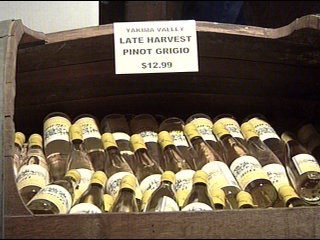 YAKIMA VALLEY
LATE HARVEST
PINOT GRIGIO
$12.99